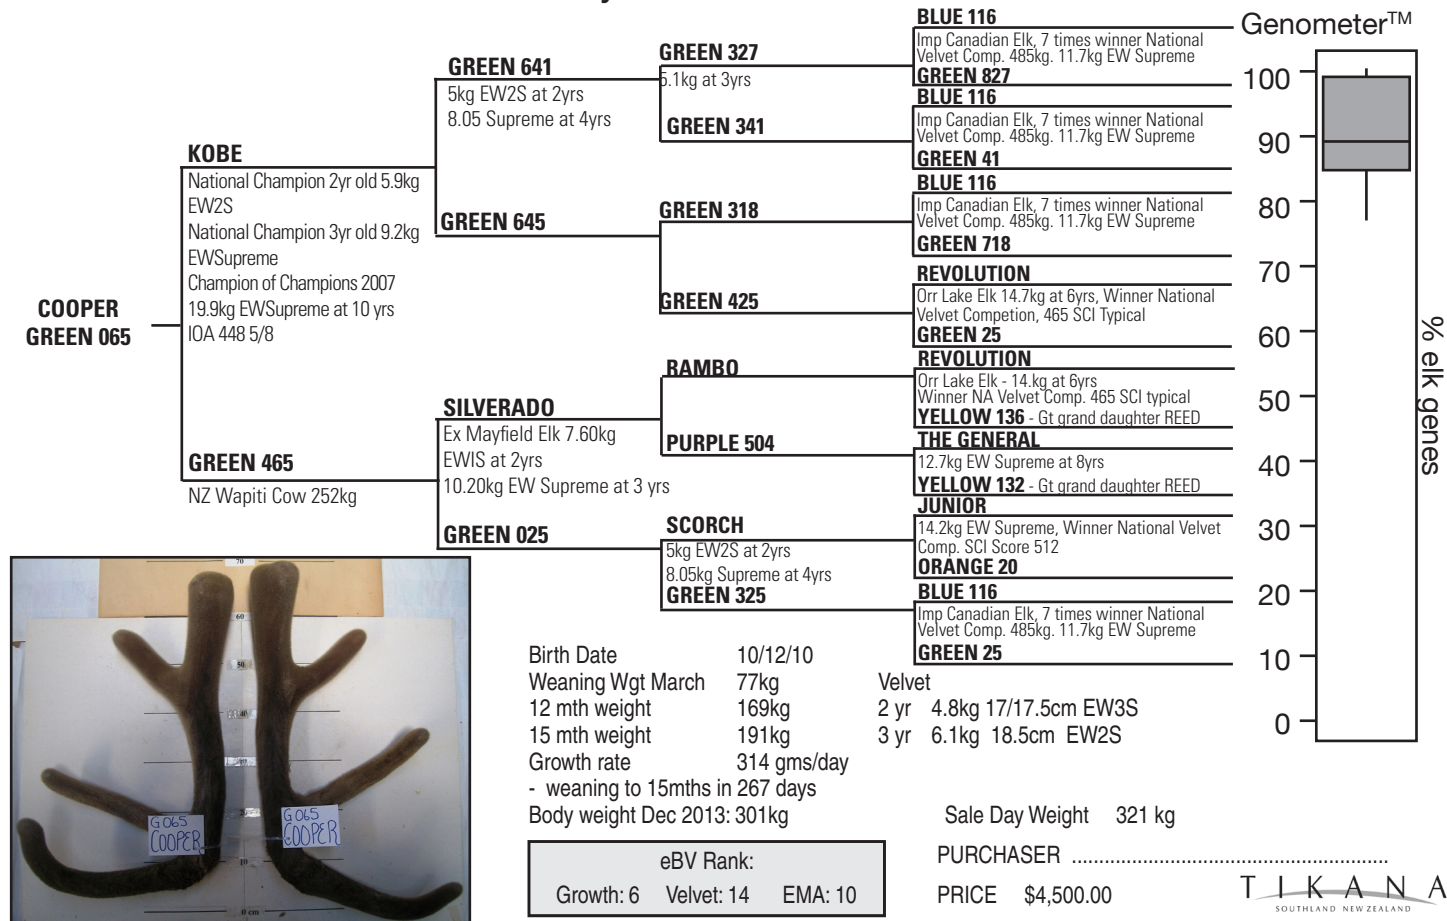 COOPER
GREEN 065
KOBE
National Champion 2yr old 5.9kg
EW2S
National Champion 3yr old 9.2kg
EWSupreme
Champion of Champions 2007
19.9kg EWSupreme at 10 yrs
IOA 448 5/8
GREEN 465
NZ Wapiti Cow 252kg
GREEN 641
5kg EW2S at 2yrs
8.05 Supreme at 4yrs
GREEN 645
SILVERADO
Ex Mayfield Elk 7.60kg
EWIS at 2yrs
10.20kg EW Supreme at 3 yrs
GREEN 025
GREEN 327
5.1kg at 3yrs
GREEN 341
GREEN 318
GREEN 425
RAMBO
PURPLE 504
SCORCH
5kg EW2S at 2yrs
8.05kg Supreme at 4yrs
GREEN 325
BLUE 116
Imp Canadian Elk, 7 times winner National
Velvet Comp. 485kg. 11.7kg EW Supreme
GREEN 827
BLUE 116
Imp Canadian Elk, 7 times winner National
Velvet Comp. 485kg. 11.7kg EW Supreme
GREEN 41
BLUE 116
Imp Canadian Elk, 7 times winner National
Velvet Comp. 485kg. 11.7kg EW Supreme
GREEN 718
REVOLUTION
Orr Lake Elk 14.7kg at 6yrs, Winner National
Velvet Competion, 465 SCI Typical
GREEN 25
REVOLUTION
Orr Lake Elk - 14.kg at 6yrs
Winner NA Velvet Comp. 465 SCI typical
YELLOW 136 - Gt grand daughter REED
THE GENERAL
12.7kg EW Supreme at 8yrs
YELLOW 132 - Gt grand daughter REED
JUNIOR
14.2kg EW Supreme, Winner National Velvet
Comp. SCI Score 512
ORANGE 20
BLUE 116
Imp Canadian Elk, 7 times winner National
Velvet Comp. 485kg. 11.7kg EW Supreme
GREEN 25
Genometer™
100
90
80
70
60
50
40
30
20
10
0
% elk genes
70
60
50
40
10
0 cm
G065
COOPER
G065
COOPER
Birth Date 10/12/10
Weaning Wgt March 77kg
12 mth weight 169kg
15 mth weight 191kg
Growth rate 314 gms/day
- weaning to 15mths in 267 days
Body weight Dec 2013: 301kg
Velvet
2 yr 4.8kg 17/17.5cm EW3S
3 yr 6.1kg 18.5cm EW2S
eBV Rank:
Growth: 6 Velvet: 14 EMA: 10
Sale Day Weight 321 kg
PURCHASER ............................................................
PRICE $4,500.00
TIKANA
SOUTHLAND NEW ZEALAND